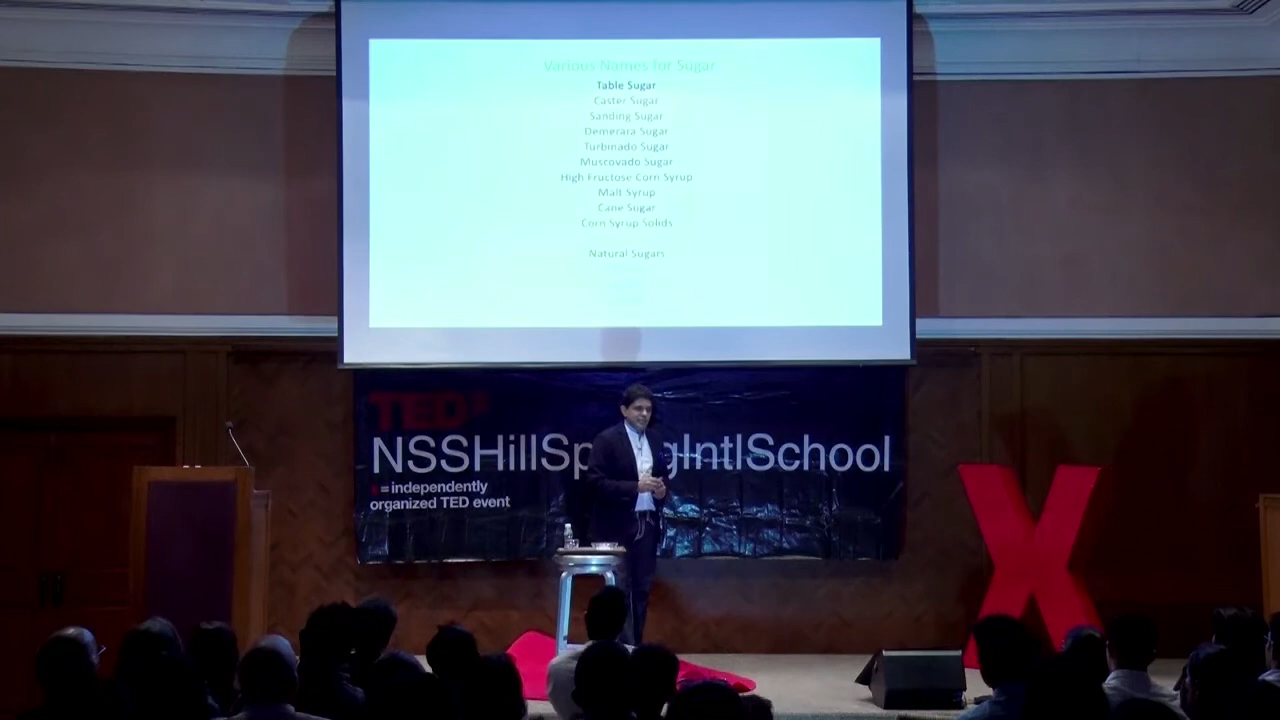 Various Names for Sugar
Table Sugar
Caster Sugar
Sanding Sugar
Demerara Sugar
Turbinado Sugar
Muscovado Sugar
High Fructose Corn Syrup
Malt Syrup
Cane Sugar
Corn Syrup Solids
Natural Sugars
TEDx
NSSHillSp gIntlSchool
x=independently
organized TED event
X